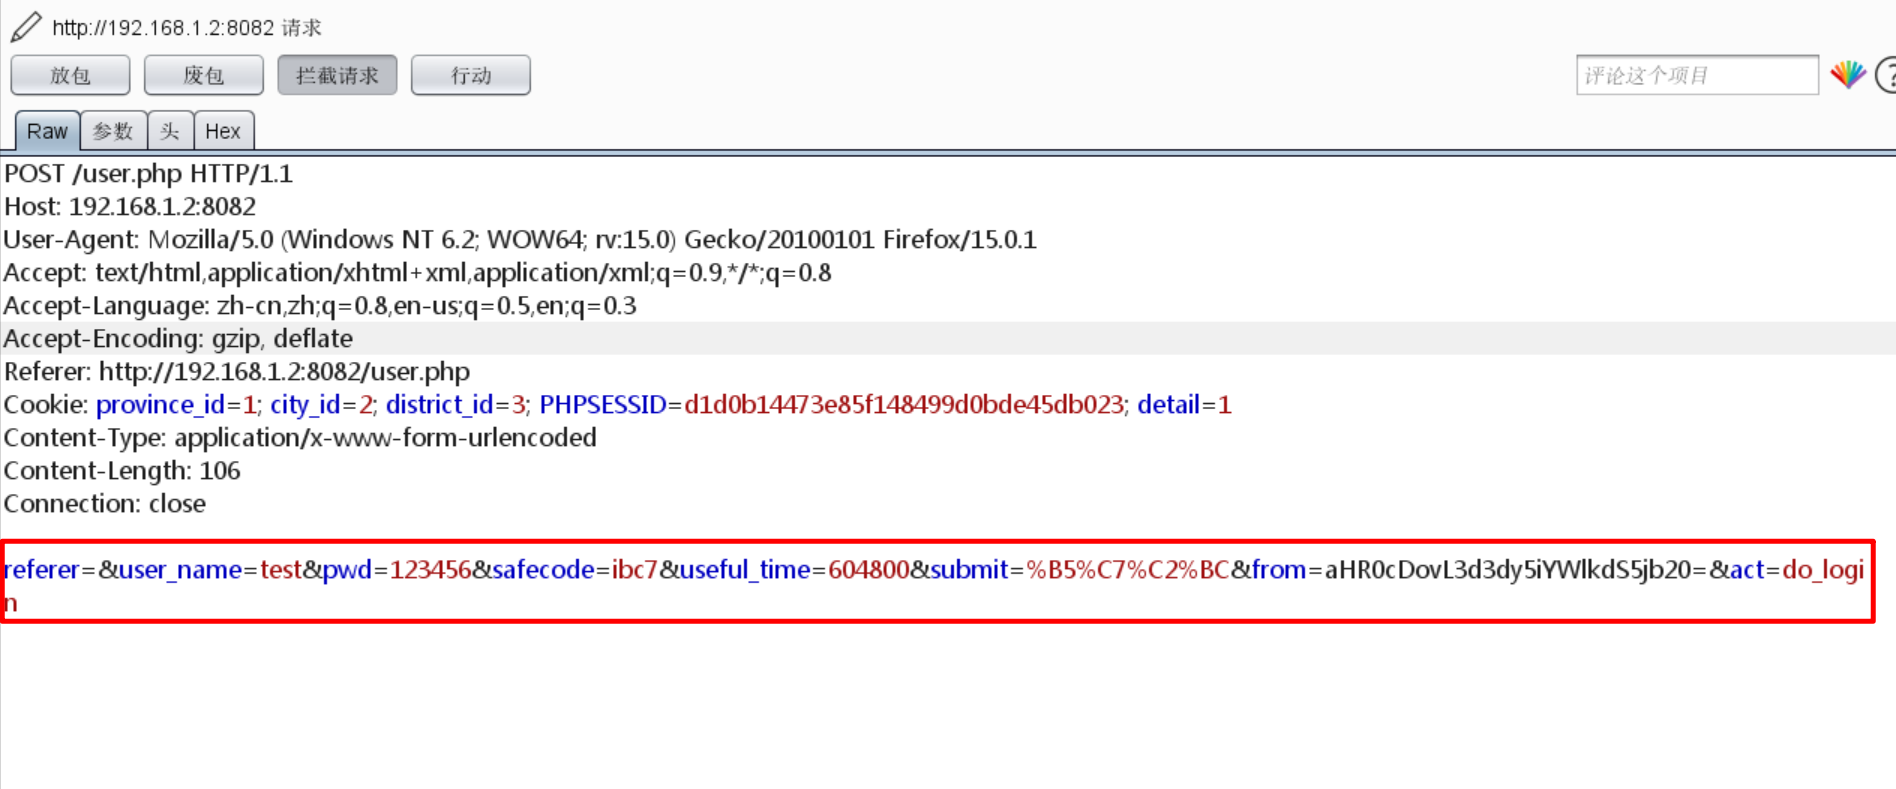 http://192.168.1.2:8082 请求
放包 废包 拦截请求 行动 评论这个项目 ?
Raw 参数 头 Hex
POST /user.php HTTP/1.1
Host: 192.168.1.2:8082
User-Agent: Mozilla/5.0 (Windows NT 6.2; WOW64; rv:15.0) Gecko/20100101 Firefox/15.0.1
Accept: text/html,application/xhtml+xml,application/xml;q=0.9,*/*;q=0.8
Accept-Language: zh-cn,zh;q=0.8,en-us;q=0.5,en;q=0.3
Accept-Encoding: gzip, deflate
Referer: http://192.168.1.2:8082/user.php
Cookie: province_id=1; city_id=2; district_id=3; PHPSESSID=d1d0b14473e85f148499d0bde45db023; detail=1
Content-Type: application/x-www-form-urlencoded
Content-Length: 106
Connection: close
referer=&user_name=test&pwd=123456&safecode=ibc7&useful_time=604800&submit=%B5%C7%C2%BC&from=aHR0cDovL3d3dy5iYWlkdS5jb20=&act=do_logi
n